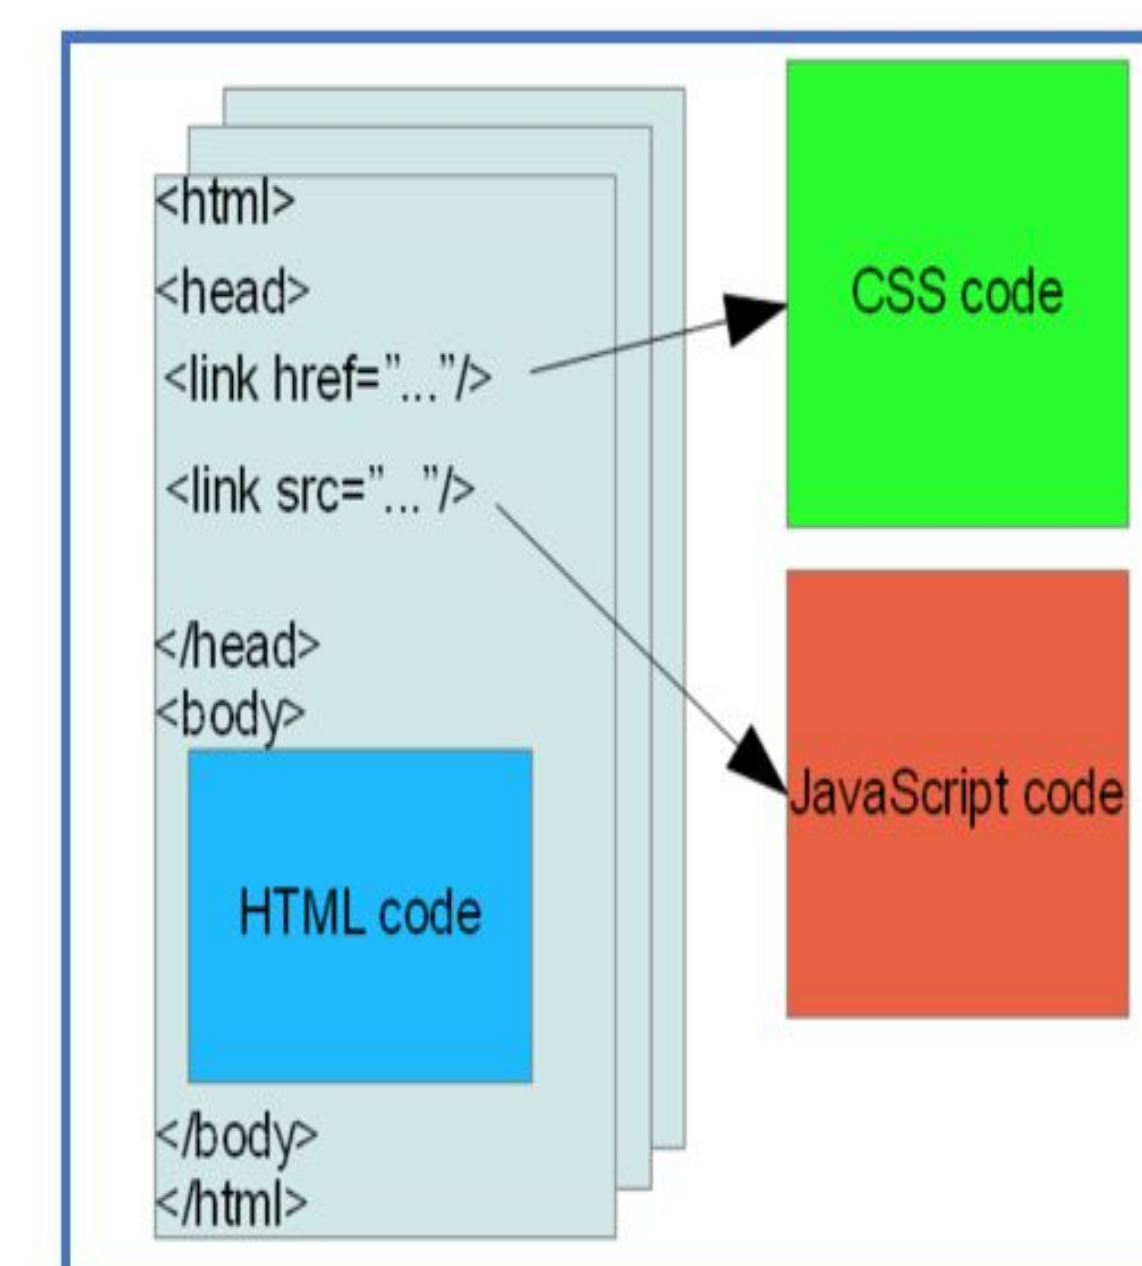 <html>
<head>
<link href=”...”/>
<link src=”...”/>
</head>
<body>
HTML code
</body>
</html>
CSS code
JavaScript code